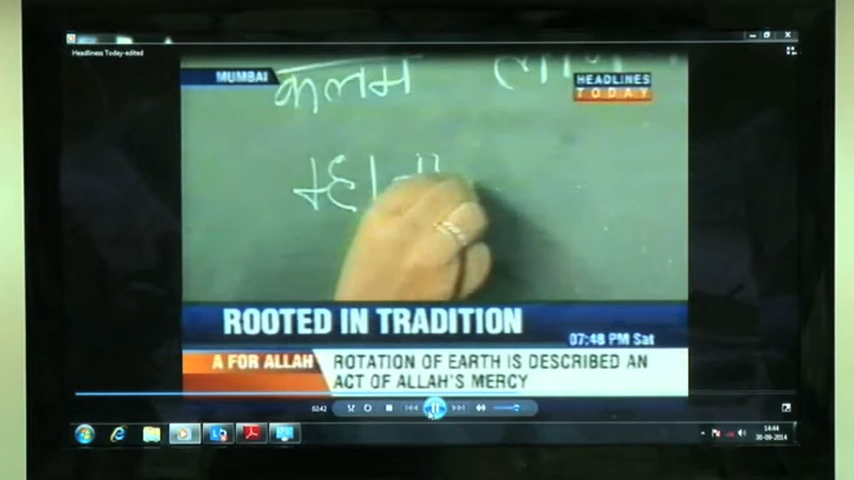 Headliness Today-edited
MUMBAI
HEADLINES
TODAY
कलम
ROOTED IN TRADITION
07:48 PM Sat
A FOR ALLAH
ROTATION OF EARTH IS DESCRIBED AN
ACT OF ALLAH'S MERCY
02:42
14:44
30-09-2014